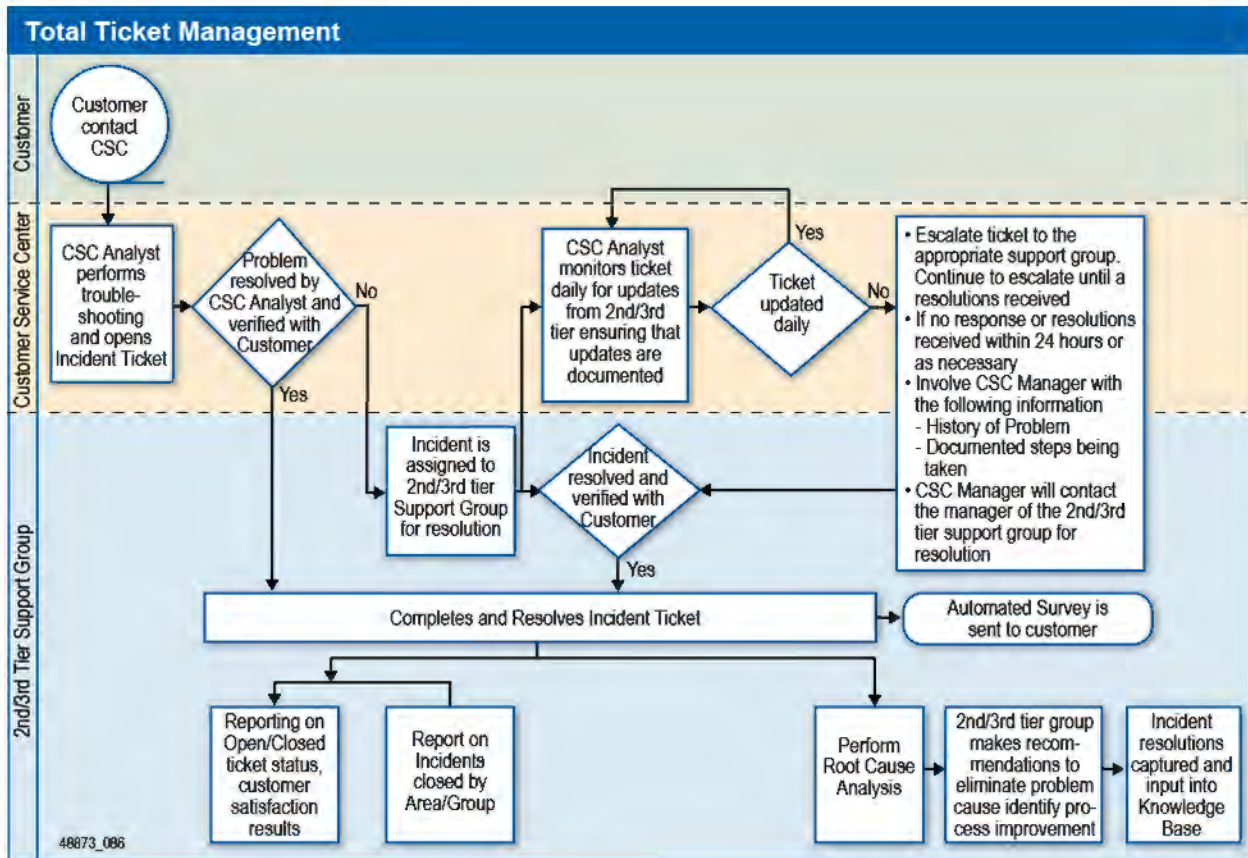 Total Ticket Management
Customer
Customer
contact
CSC
Customer Service Center
CSC Analyst
performs
trouble-
shooting
and opens
Incident Ticket
Problem
resolved by
CSC Analyst and
verified with
Customer
No
Yes
CSC Analyst
monitors ticket
daily for updates
from 2nd/3rd
tier ensuring that
updates are
documented
Yes
Ticket
updated
daily
No
• Escalate ticket to the
appropriate support group.
Continue to escalate until a
resolutions received
• If no response or resolutions
received within 24 hours or
as necessary
• Involve CSC Manager with
the following information
- History of Problem
- Documented steps being
taken
• CSC Manager will contact
the manager of the 2nd/3rd
tier support group for
resolution
2nd/3rd Tier Support Group
Incident is
assigned to
2nd/3rd tier
Support Group
for resolution
Incident
resolved and
verified with
Customer
Yes
Completes and Resolves Incident Ticket
Automated Survey is
sent to customer
Reporting on
Open/Closed
ticket status,
customer
satisfaction
results
Report on
Incidents
closed by
Area/Group
Perform
Root Cause
Analysis
2nd/3rd tier group
makes recom-
mendations to
eliminate problem
cause identify pro-
cess improvement
Incident
resolutions
captured and
input into
Knowledge
Base
48873_086